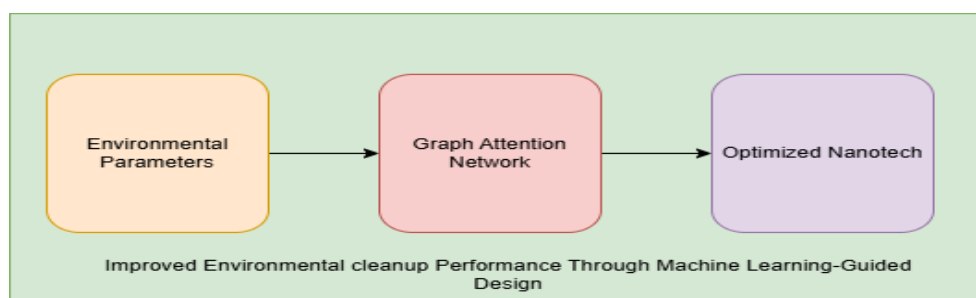 Environmental
Parameters
Graph Attention
Network
Optimized Nanotech
Improved Environmental cleanup Performance Through Machine Learning-Guided
Design